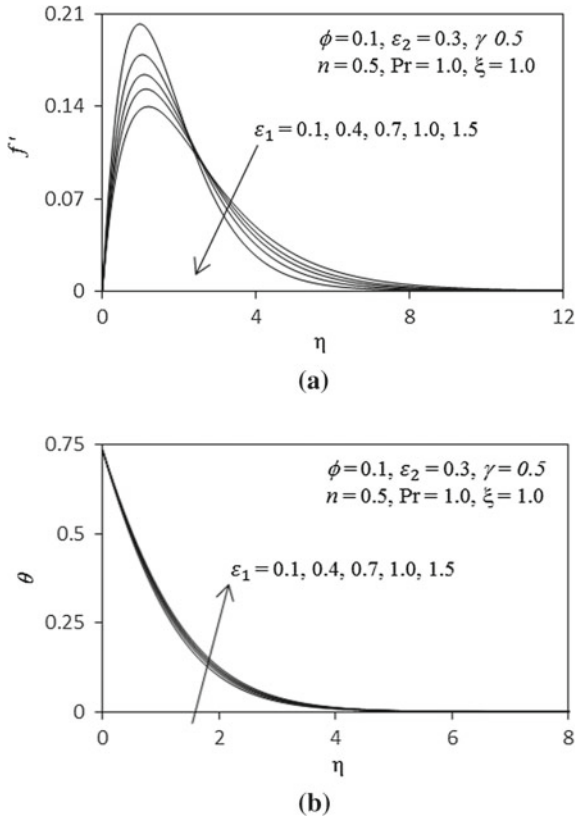 0.21
ϕ = 0.1, ε₂ = 0.3, γ 0.5
n = 0.5, Pr = 1.0, ξ = 1.0
0.14
ε₁ = 0.1, 0.4, 0.7, 1.0, 1.5
f'
0.07
0
0 4 8 12
η
(a)
0.75
ϕ = 0.1, ε₂ = 0.3, γ = 0.5
n = 0.5, Pr = 1.0, ξ = 1.0
0.5
θ
ε₁ = 0.1, 0.4, 0.7, 1.0, 1.5
0.25
0
0 2 4 6 8
η
(b)